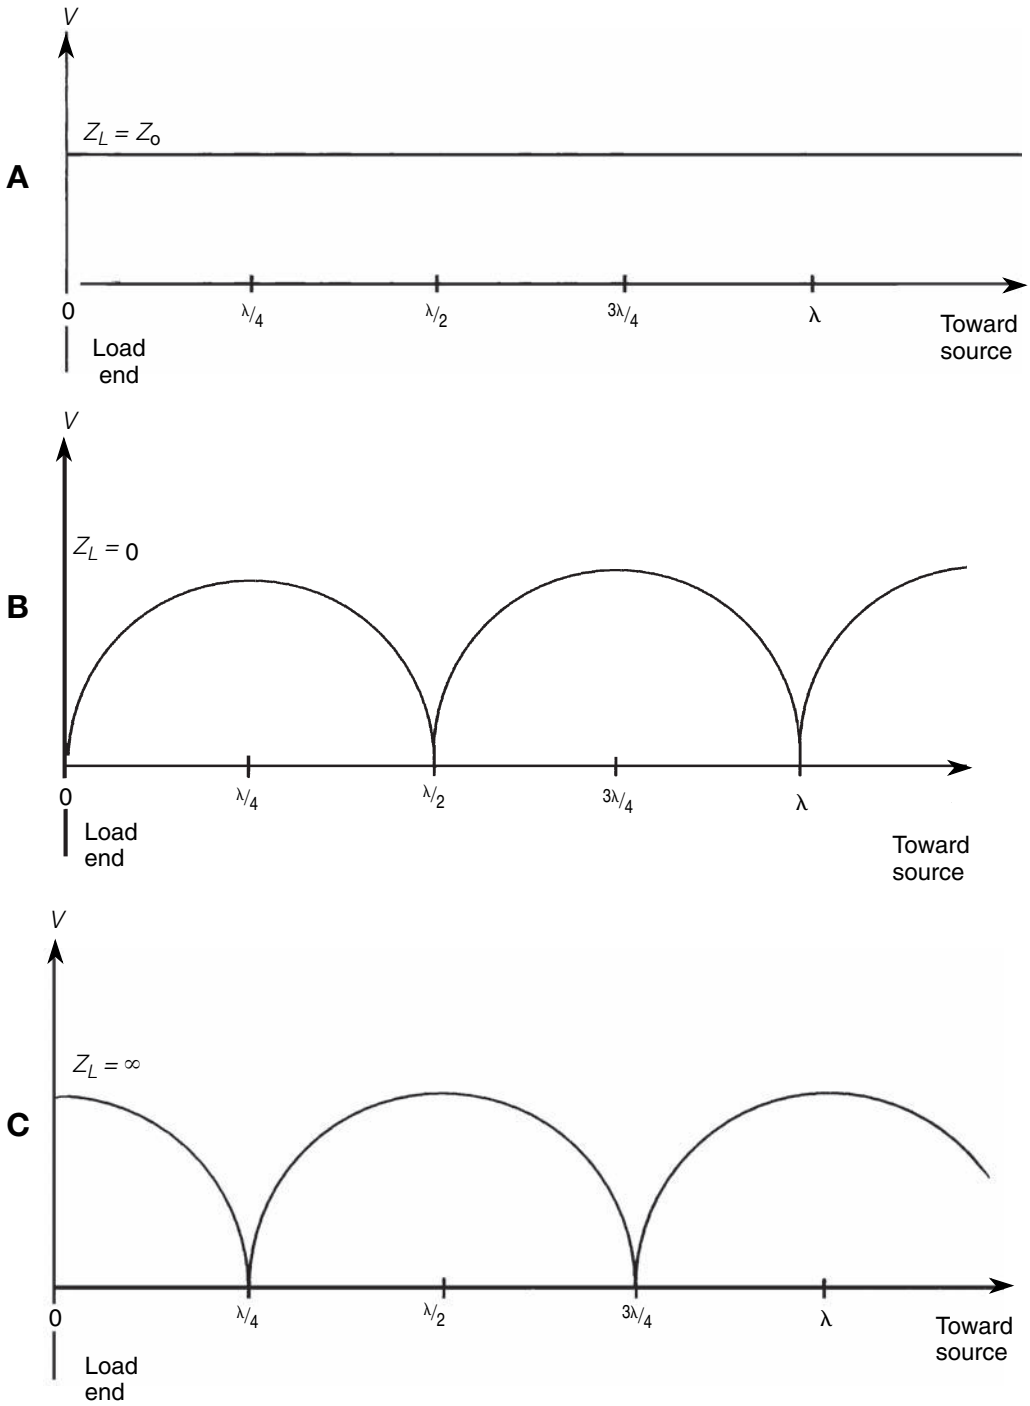 V
Z_L = Z_o
A
0
λ/4
λ/2
3λ/4
λ
Toward
source
Load
end
V
Z_L = 0
B
0
λ/4
λ/2
3λ/4
λ
Load
end
Toward
source
V
Z_L = ∞
C
0
λ/4
λ/2
3λ/4
λ
Toward
source
Load
end